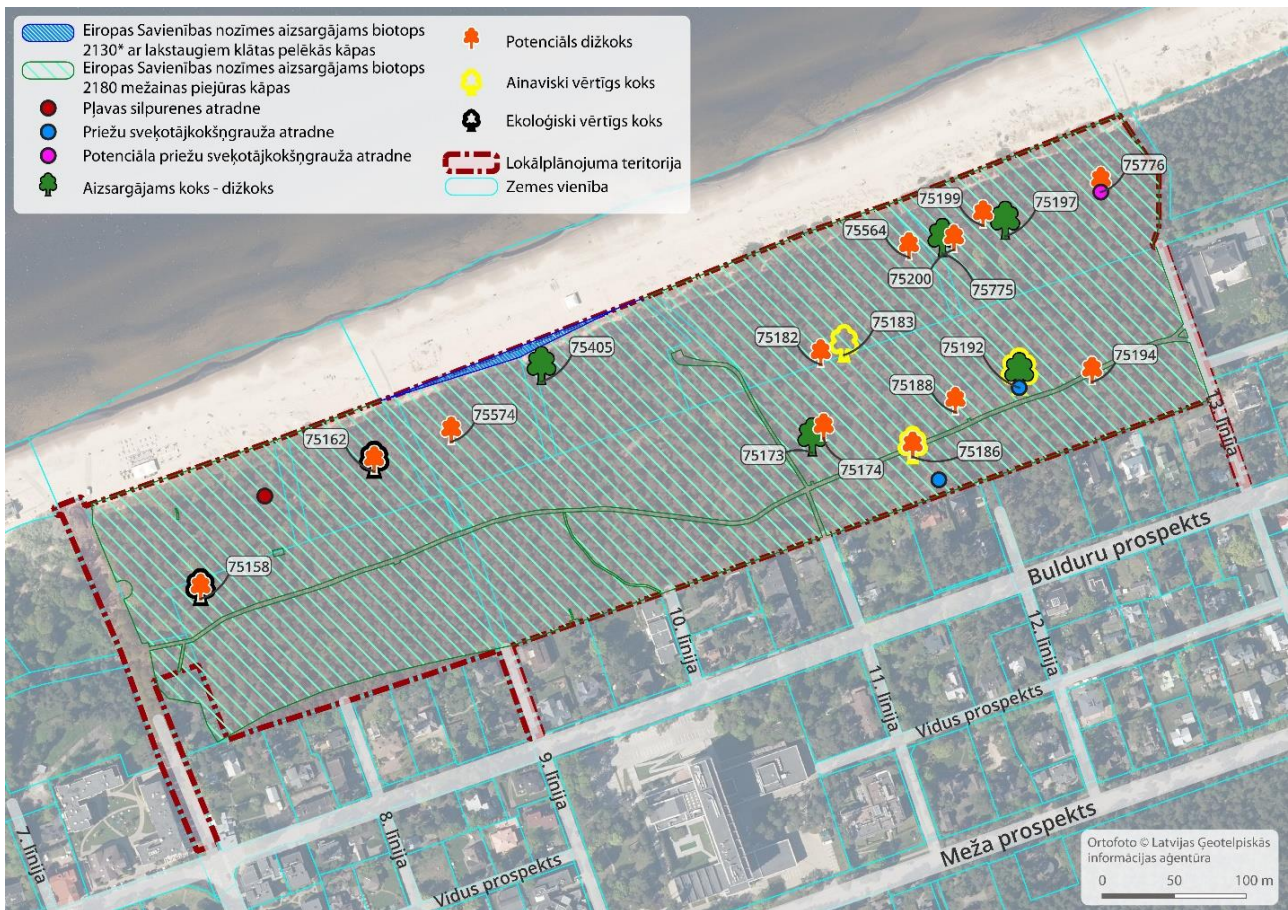 Eiropas Savienības nozīmes aizsargājams biotops
2130* ar lakstaugiem klātas pelēkās kāpas
Eiropas Savienības nozīmes aizsargājams biotops
2180 mežainas piejūras kāpas
Pļavas silpurenes atradne
Priežu sveķotājkokšņgrauža atradne
Potenciāla priežu sveķotājkokšņgrauža atradne
Aizsargājams koks - dižkoks
Potenciāls dižkoks
Ainaviski vērtīgs koks
Ekoloģiski vērtīgs koks
Lokālplānojuma teritorija
Zemes vienība
75776
75199
75197
75564
75200
75775
75182
75183
75405
75192
75194
75188
75574
75162
75173
75174
75186
75158
13. līnija
Bulduru prospekts
10. līnija
12. līnija
11. līnija
Vidus prospekts
9. līnija
8. līnija
7. līnija
Vidus prospekts
Meža prospekts
Ortofoto © Latvijas Ģeotelpiskās
informācijas aģentūra
0 50 100 m